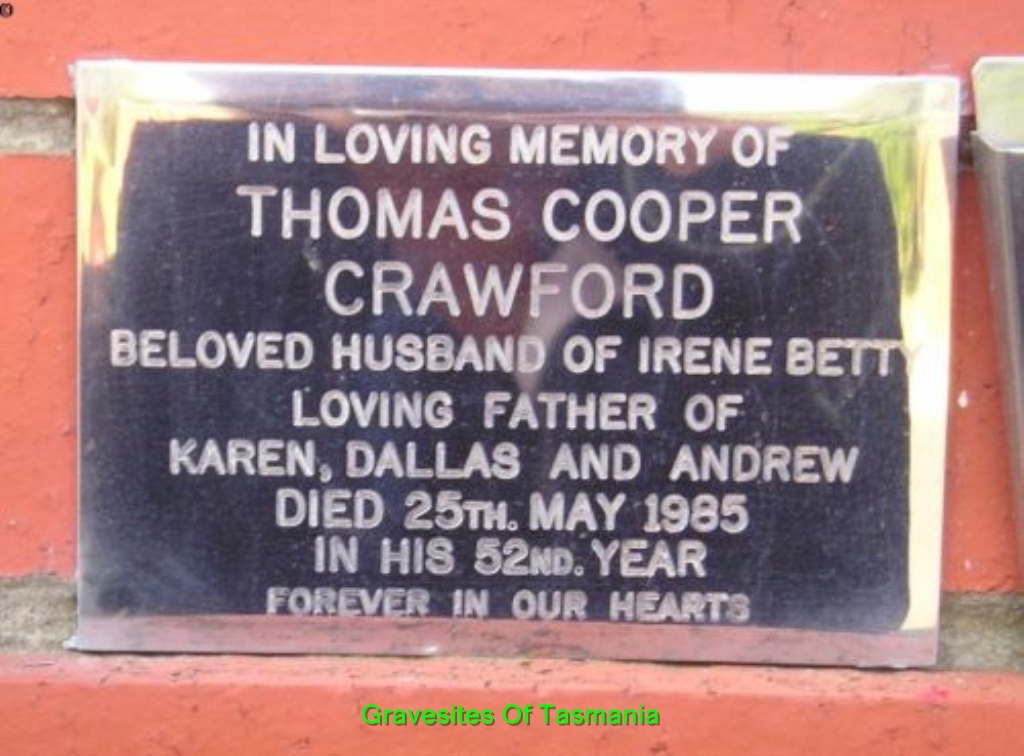 IN LOVING MEMORY OF
THOMAS COOPER
CRAWFORD
BELOVED HUSBAND OF IRENE BETTY
LOVING FATHER OF
KAREN, DALLAS AND ANDREW
DIED 25TH. MAY 1985
IN HIS 52ND. YEAR
FOREVER IN OUR HEARTS
Gravesites Of Tasmania